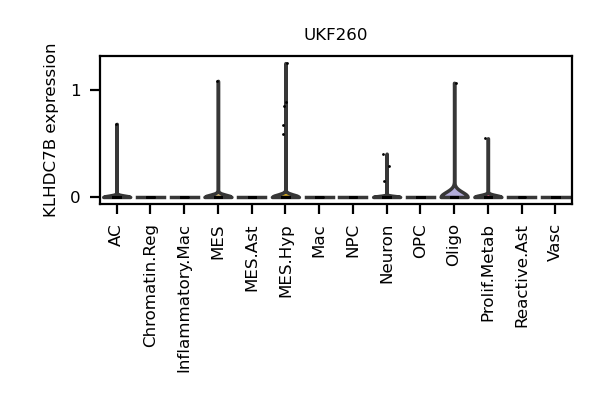 UKF260
KLHDC7B expression
1
0
AC
Chromatin.Reg
Inflammatory.Mac
MES
MES.Ast
MES.Hyp
Mac
NPC
Neuron
OPC
Oligo
Prolif.Metab
Reactive.Ast
Vasc